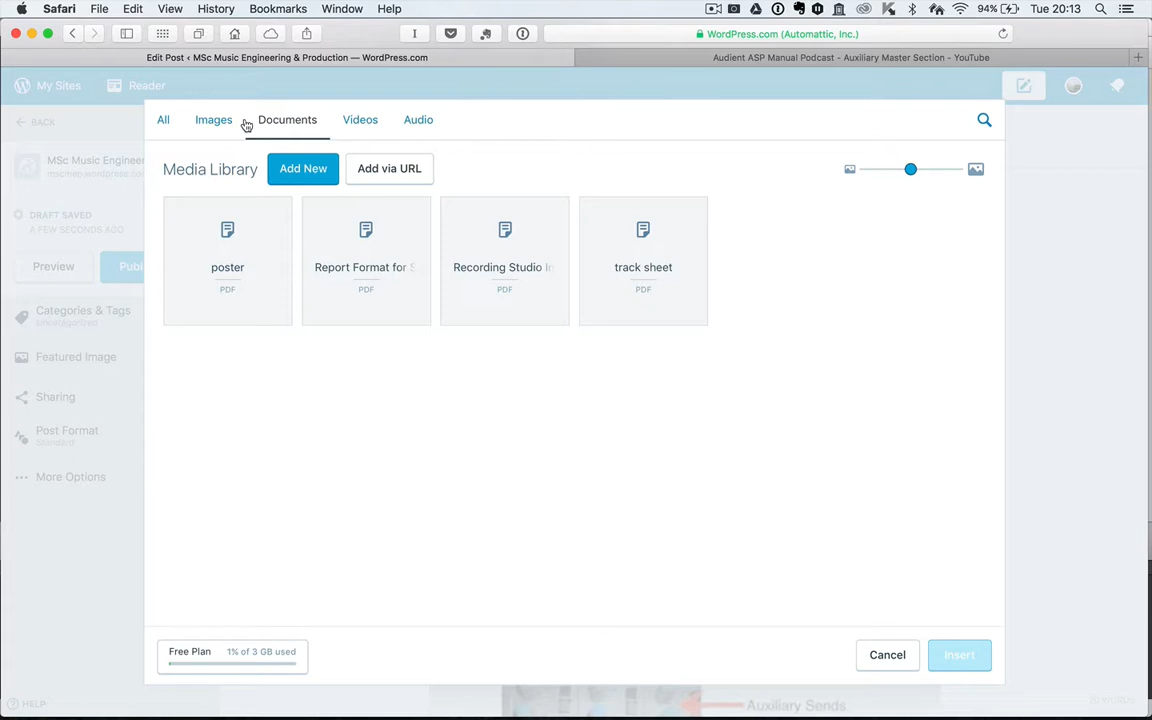 Safari File Edit View History Bookmarks Window Help 94% Tue 20:13
WordPress.com (Automattic, Inc.)
Edit Post ‹ MSc Music Engineering & Production — WordPress.com
Audient ASP Manual Podcast - Auxiliary Master Section - YouTube
My Sites Reader
All Images Documents Videos Audio
BACK
Media Library Add New Add via URL
MSc Music Engineer
mscmep.wordpress.co
DRAFT SAVED
A FEW SECONDS AGO
Preview Publ
poster
PDF
Report Format for S
PDF
Recording Studio In
PDF
track sheet
PDF
Categories & Tags
Uncategorized
Featured Image
Sharing
Post Format
Standard
More Options
Free Plan 1% of 3 GB used
Cancel Insert
HELP
Auxiliary Sends